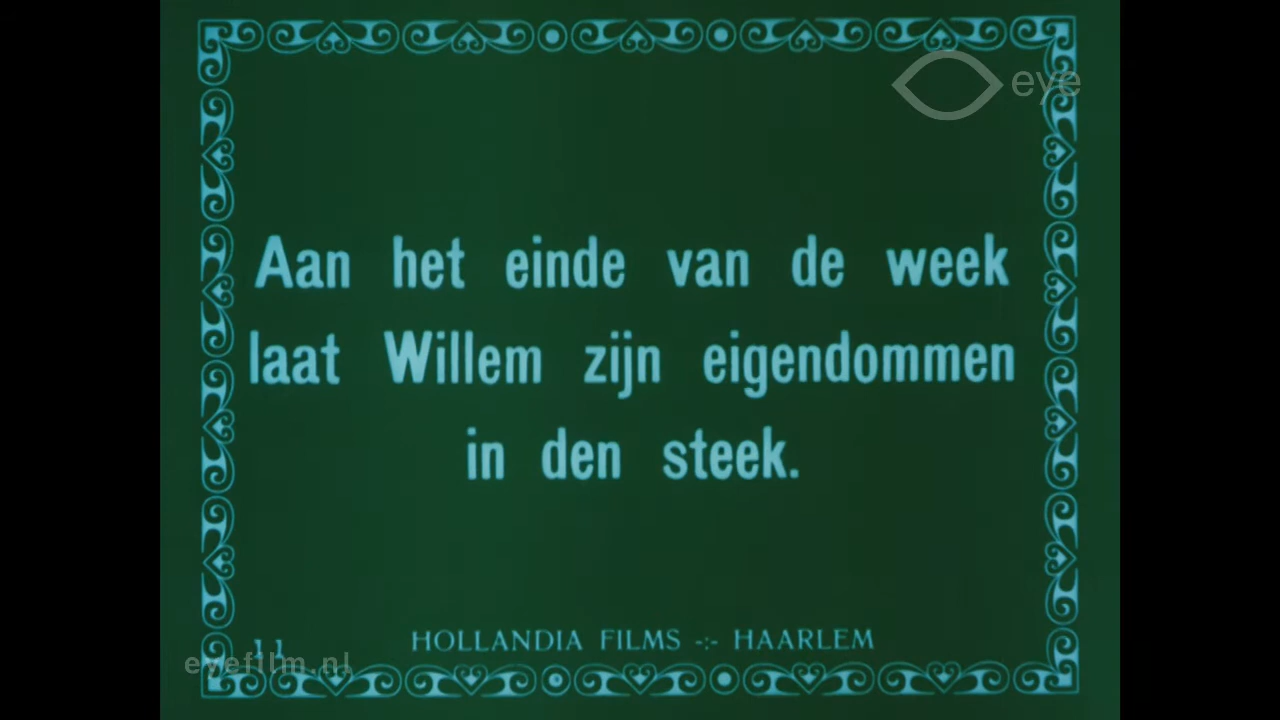 eye
Aan het einde van de week
laat Willem zijn eigendommen
in den steek.
11
HOLLANDIA FILMS -:- HAARLEM
eyefilm.nl